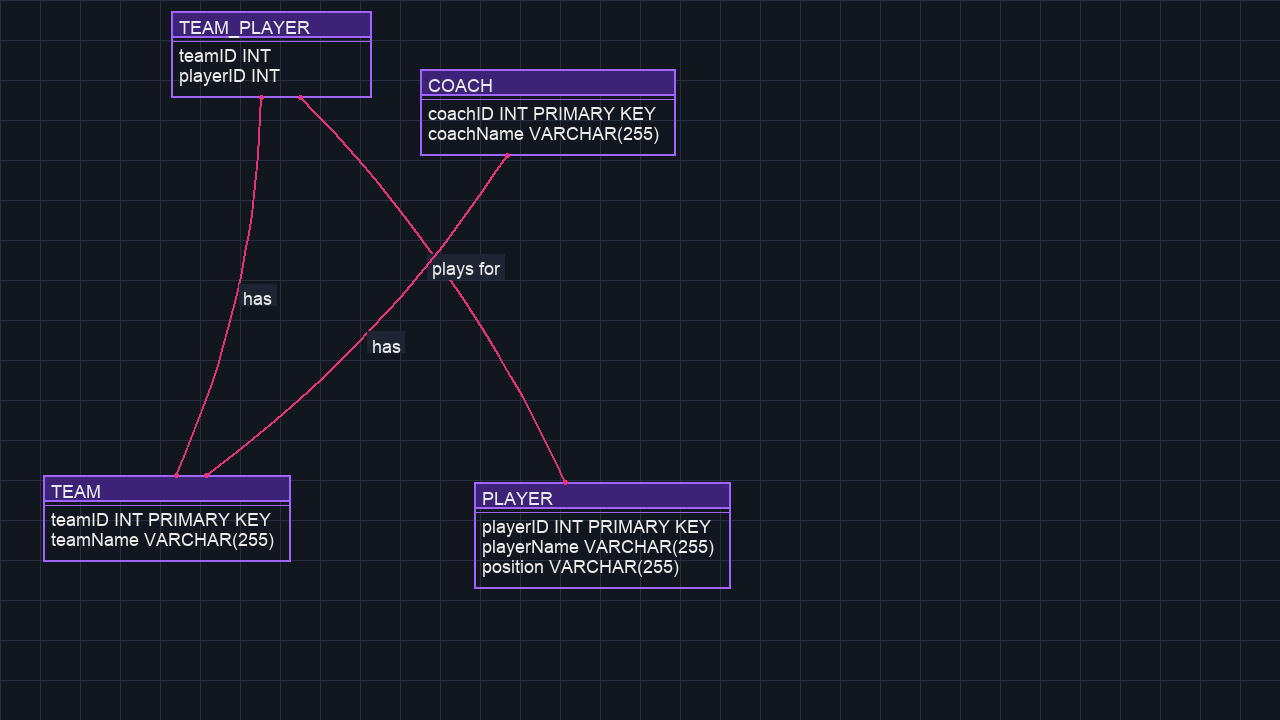 TEAM_PLAYER
teamID INT
playerID INT
COACH
coachID INT PRIMARY KEY
coachName VARCHAR(255)
plays for
has
has
TEAM
teamID INT PRIMARY KEY
teamName VARCHAR(255)
PLAYER
playerID INT PRIMARY KEY
playerName VARCHAR(255)
position VARCHAR(255)